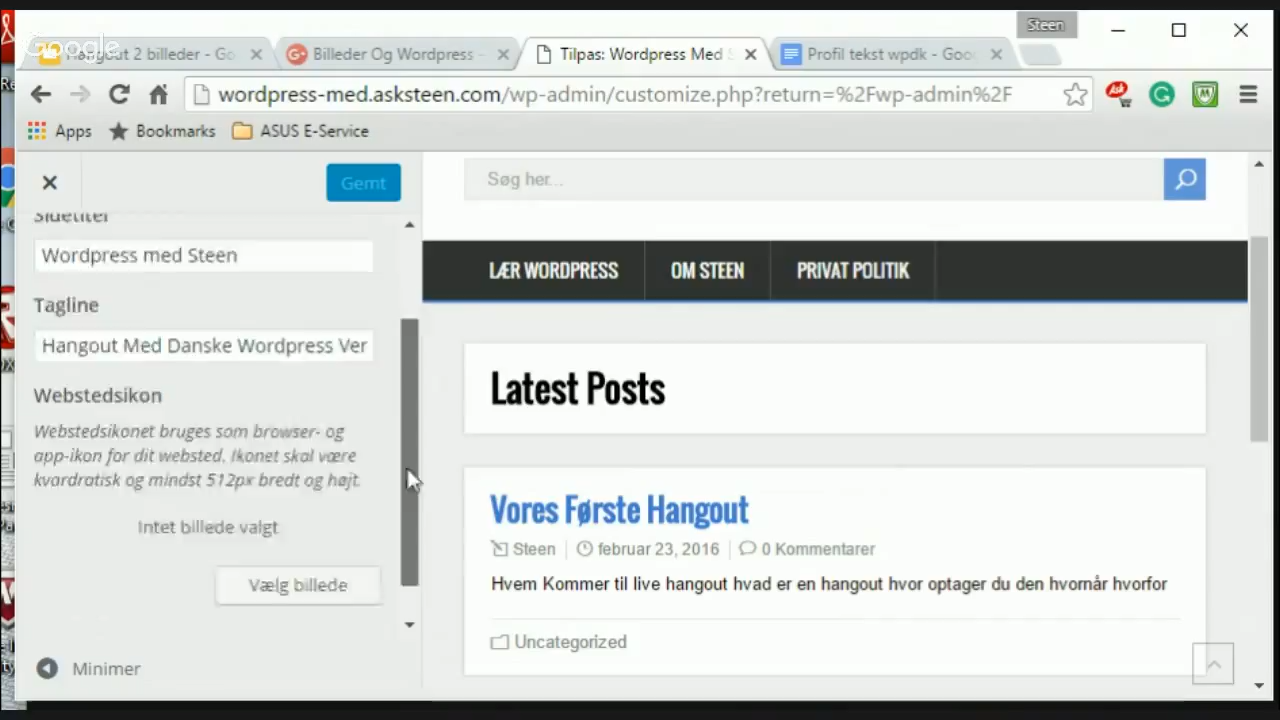 Steen
Google
Hangout 2 billeder - Go
Billeder Og Wordpress -
Tilpas: Wordpress Med S
Profil tekst wpdk - Goo
wordpress-med.asksteen.com/wp-admin/customize.php?return=%2Fwp-admin%2F
Apps
Bookmarks
ASUS E-Service
Gemt
Sidetitel
Wordpress med Steen
Tagline
Hangout Med Danske Wordpress Ver
Webstedsikon
Webstedsikonet bruges som browser- og
app-ikon for dit websted. Ikonet skal være
kvardratisk og mindst 512px bredt og højt.
Intet billede valgt
Vælg billede
Minimer
Søg her...
LÆR WORDPRESS
OM STEEN
PRIVAT POLITIK
Latest Posts
Vores Første Hangout
Steen
februar 23, 2016
0 Kommentarer
Hvem Kommer til live hangout hvad er en hangout hvor optager du den hvornår hvorfor
Uncategorized